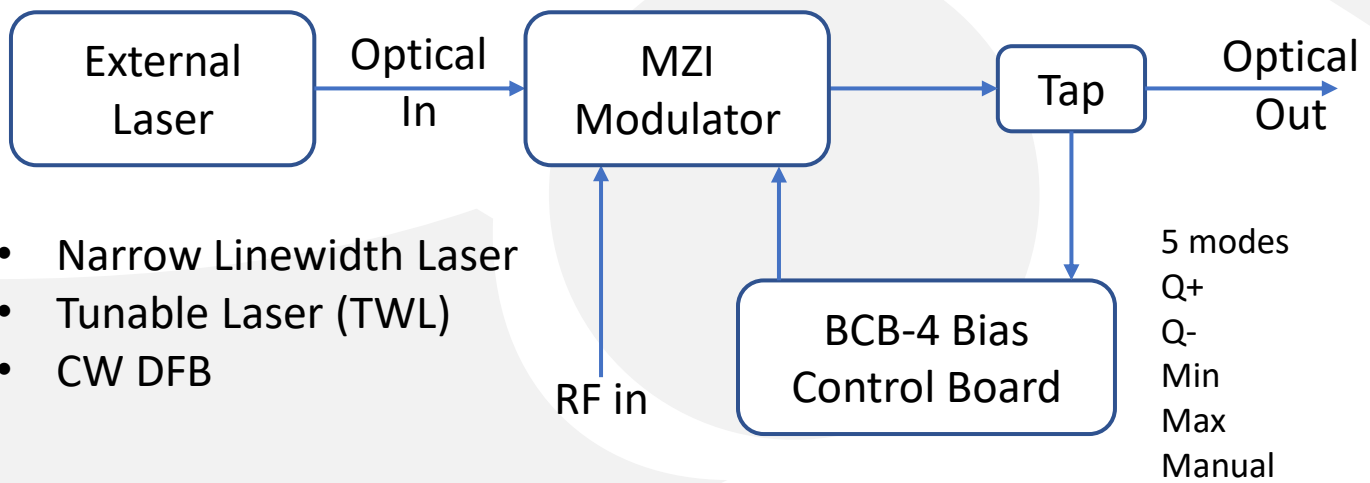 External
Laser
Optical
In
MZI
Modulator
Tap
Optical
Out
• Narrow Linewidth Laser
• Tunable Laser (TWL)
• CW DFB
RF in
BCB-4 Bias
Control Board
5 modes
Q+
Q-
Min
Max
Manual